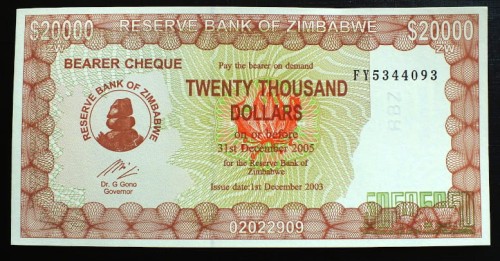 $20000 RESERVE BANK OF ZIMBABWE $20000
ZW ZW
BEARER CHEQUE
Pay the bearer on demand
FY5344093
TWENTY THOUSAND
DOLLARS
RESERVE BANK OF ZIMBABWE
on or before
31st December 2005
for the Reserve Bank of
Zimbabwe
Dr. G Gono
Governor
Issue date:1st December 2003
02022909